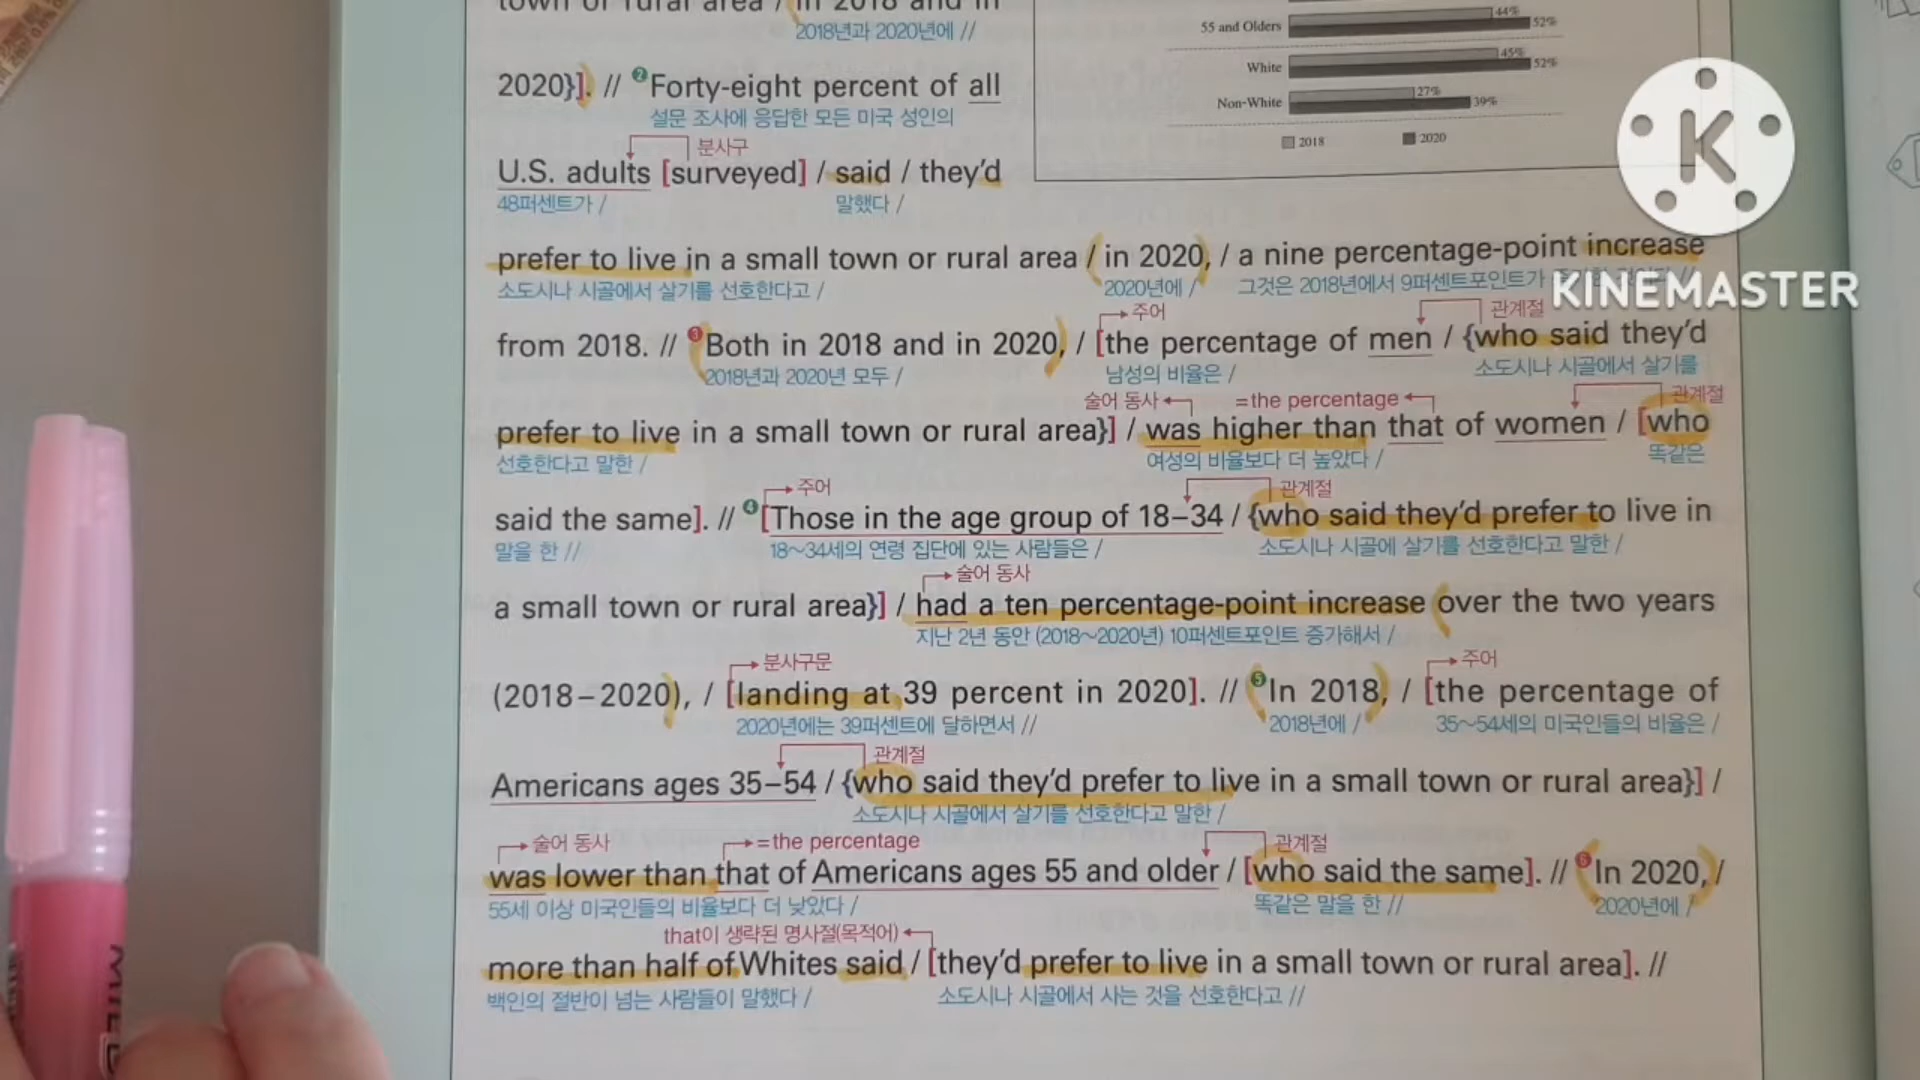 town or rural area / in 2018 and in
2018년과 2020년에 //
2020}]. // ❷Forty-eight percent of all
설문 조사에 응답한 모든 미국 성인의
분사구
U.S. adults [surveyed] / said / they'd
48퍼센트가 / 말했다 /
55 and Olders 44% 52%
White 45% 52%
Non-White 27% 39%
2018 2020
KINEMASTER
prefer to live in a small town or rural area / in 2020, / a nine percentage-point increase
소도시나 시골에서 살기를 선호한다고 / 2020년에 / 그것은 2018년에서 9퍼센트포인트가
주어 관계절
from 2018. // ❸Both in 2018 and in 2020, / [the percentage of men / {who said they'd
2018년과 2020년 모두 / 남성의 비율은 / 소도시나 시골에서 살기를
술어 동사 =the percentage 관계절
prefer to live in a small town or rural area}] / was higher than that of women / [who
선호한다고 말한 / 여성의 비율보다 더 높았다 / 똑같은
주어 관계절
said the same]. // ❹[Those in the age group of 18–34 / {who said they'd prefer to live in
말을 한 // 18~34세의 연령 집단에 있는 사람들은 / 소도시나 시골에 살기를 선호한다고 말한 /
술어 동사
a small town or rural area}] / had a ten percentage-point increase over the two years
지난 2년 동안 (2018~2020년) 10퍼센트포인트 증가해서 /
분사구문 주어
(2018–2020), / [landing at 39 percent in 2020]. // ❺In 2018, / [the percentage of
2020년에는 39퍼센트에 달하면서 // 2018년에 / 35~54세의 미국인들의 비율은 /
관계절
Americans ages 35–54 / {who said they'd prefer to live in a small town or rural area}] /
소도시나 시골에서 살기를 선호한다고 말한 /
술어 동사 =the percentage 관계절
was lower than that of Americans ages 55 and older / [who said the same]. // ❻In 2020, /
55세 이상 미국인들의 비율보다 더 낮았다 / 똑같은 말을 한 // 2020년에 /
that이 생략된 명사절(목적어)
more than half of Whites said / [they'd prefer to live in a small town or rural area]. //
백인의 절반이 넘는 사람들이 말했다 / 소도시나 시골에서 사는 것을 선호한다고 //